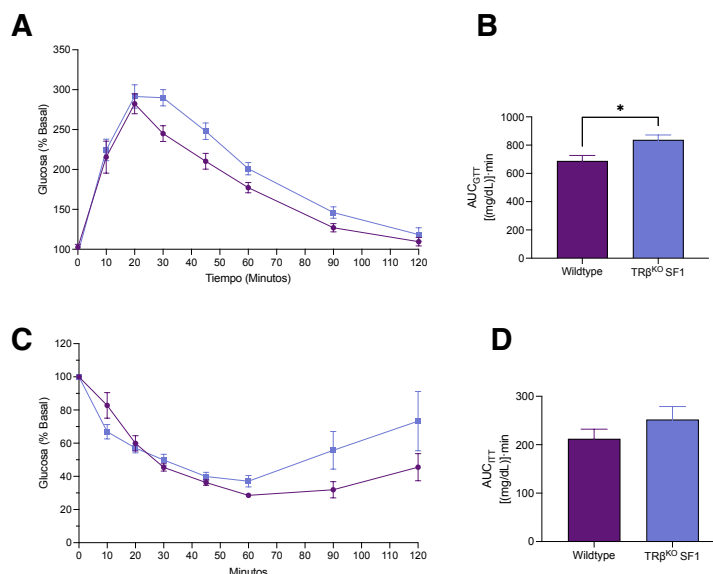 A
350
300
250
200
150
100
Glucosa (% Basal)
0 10 20 30 40 50 60 70 80 90 100 110 120
Tiempo (Minutos)
B
*
1000
800
600
400
200
0
AUC_GTT
[(mg/dL)]·min
Wildtype TRβ^KO SF1
C
120
100
80
60
40
20
0
Glucosa (% Basal)
0 10 20 30 40 50 60 70 80 90 100 110 120
Minutos
D
300
200
100
0
AUC_ITT
[(mg/dL)]·min
Wildtype TRβ^KO SF1